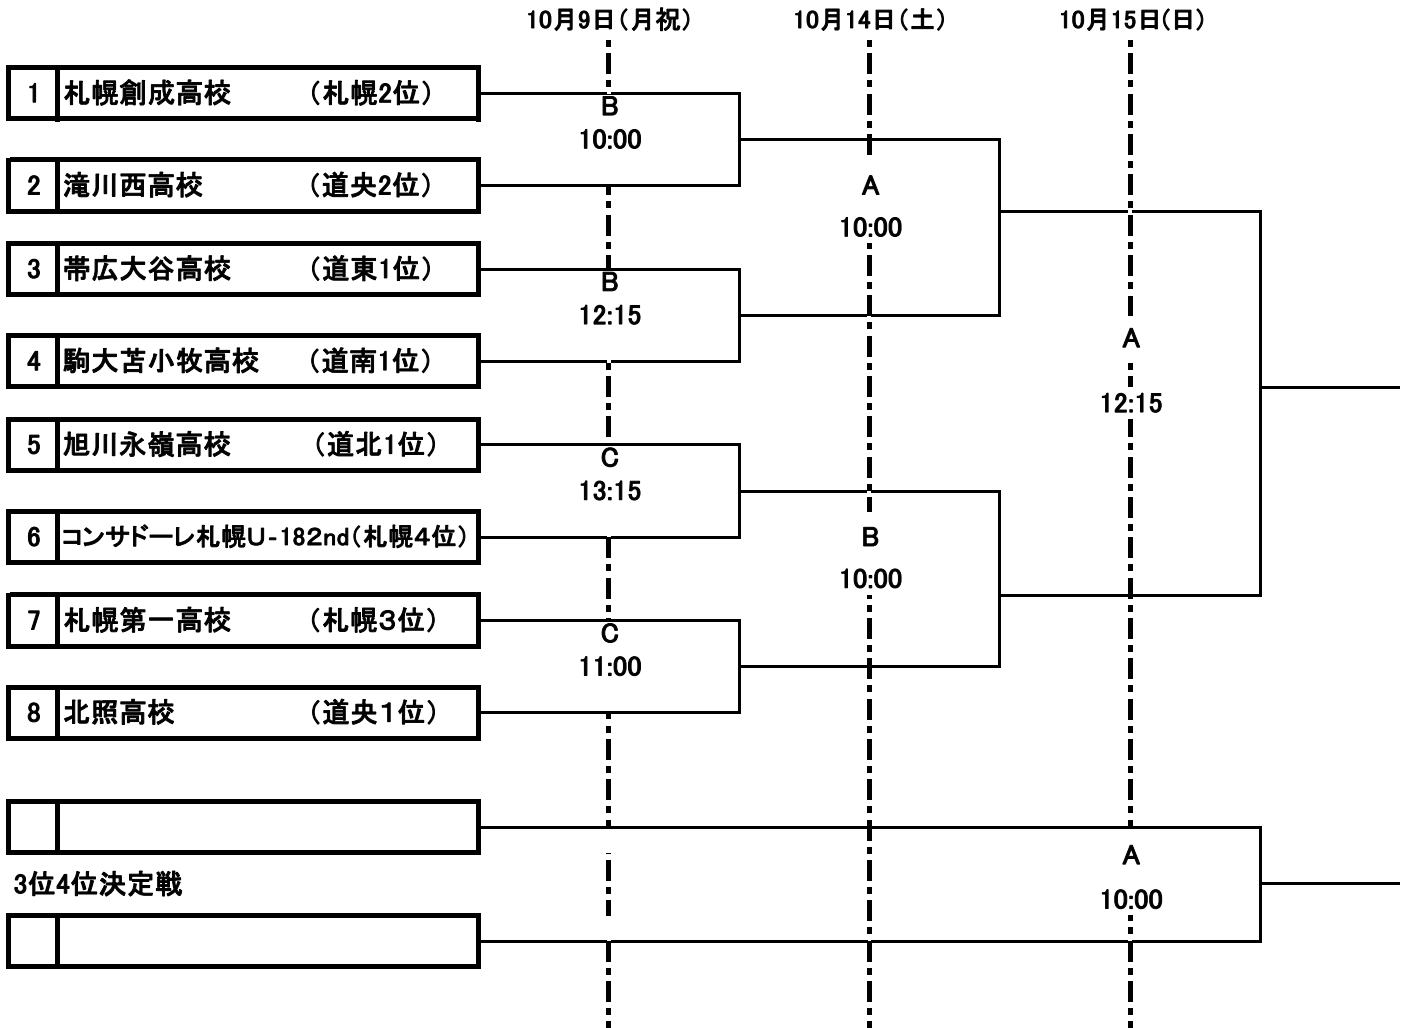 10月9日(月祝) 10月14日(土) 10月15日(日)
1 札幌創成高校 (札幌2位)
B
10:00
2 滝川西高校 (道央2位)
A
10:00
3 帯広大谷高校 (道東1位)
B
12:15
4 駒大苫小牧高校 (道南1位)
A
12:15
5 旭川永嶺高校 (道北1位)
C
13:15
6 コンサドーレ札幌U-182nd(札幌4位)
B
10:00
7 札幌第一高校 (札幌3位)
C
11:00
8 北照高校 (道央1位)
3位4位決定戦
A
10:00